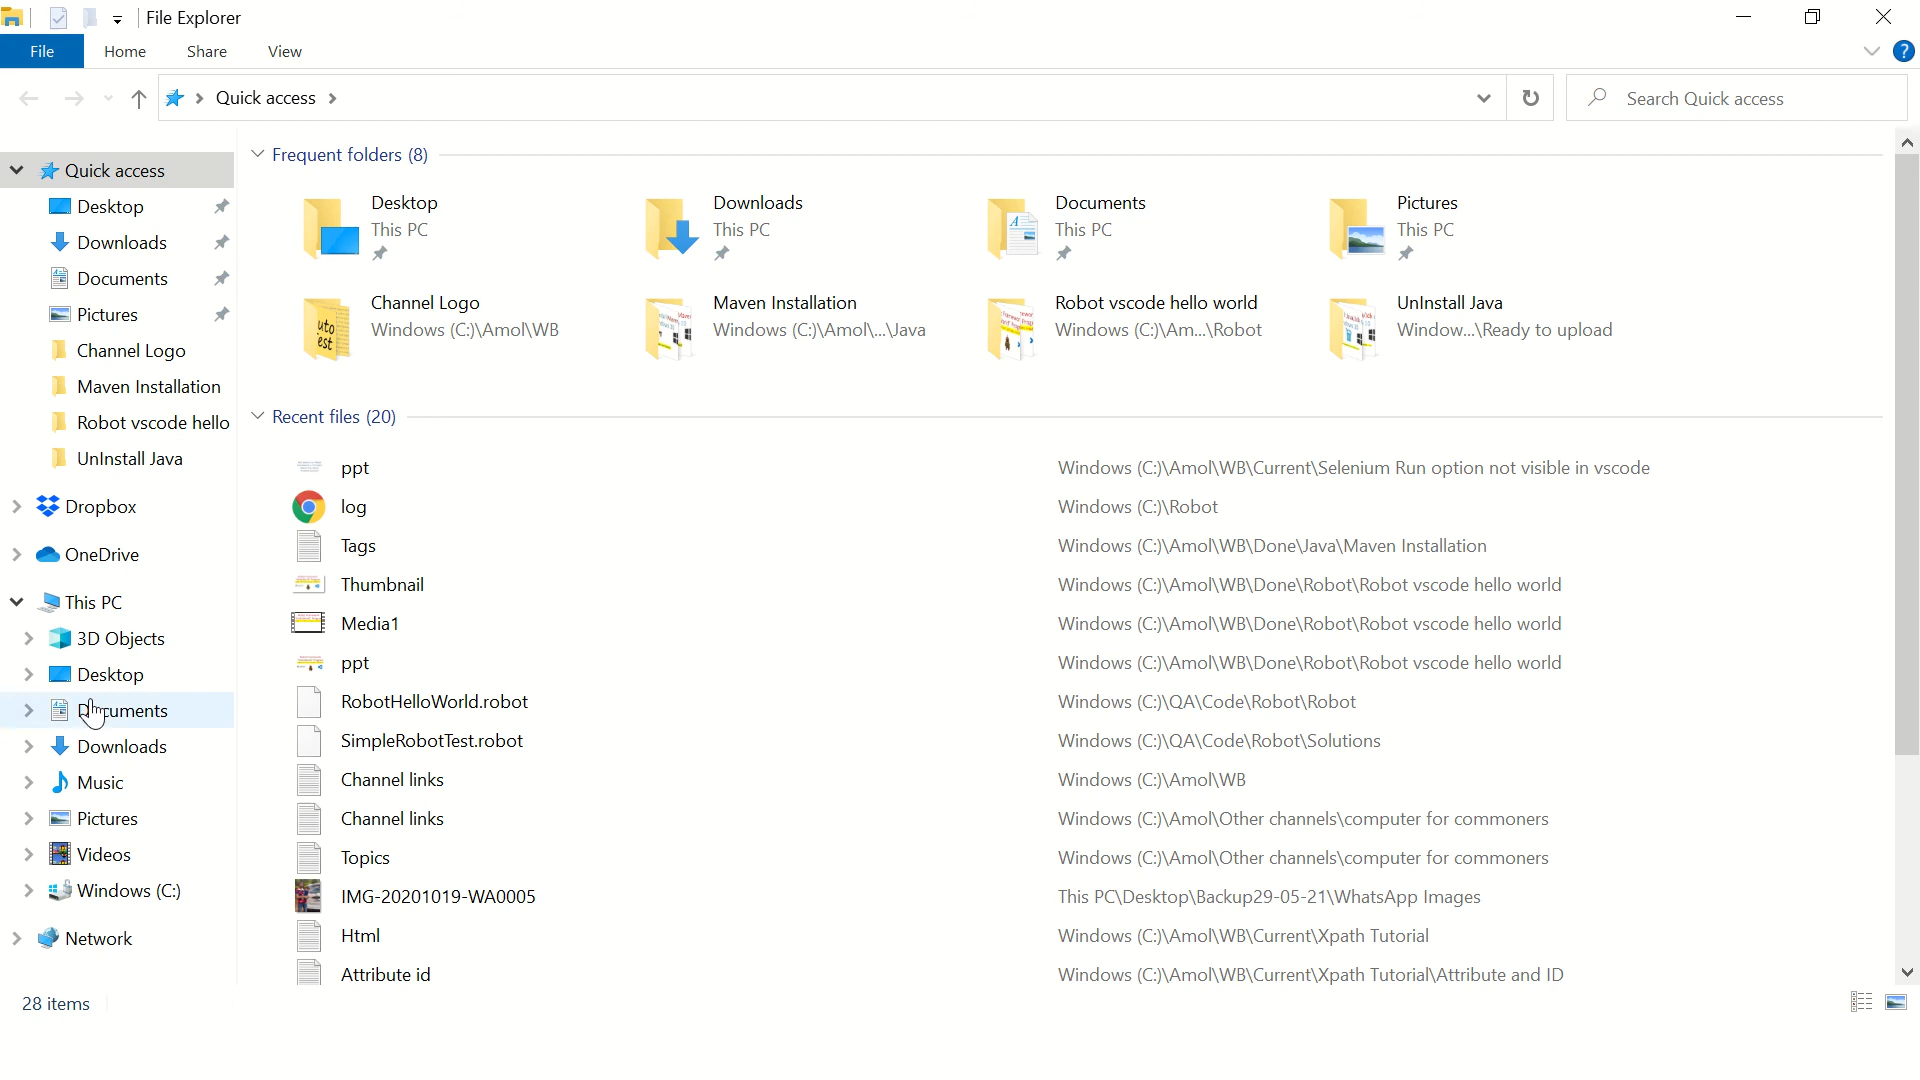 File Explorer
File Home Share View
Quick access
Search Quick access
Quick access
Desktop
Downloads
Documents
Pictures
Channel Logo
Maven Installation
Robot vscode hello
UnInstall Java
Dropbox
OneDrive
This PC
3D Objects
Desktop
Documents
Downloads
Music
Pictures
Videos
Windows (C:)
Network
Frequent folders (8)
Desktop
This PC
Downloads
This PC
Documents
This PC
Pictures
This PC
Channel Logo
Windows (C:)\Amol\WB
Maven Installation
Windows (C:)\Amol\...\Java
Robot vscode hello world
Windows (C:)\Am...\Robot
UnInstall Java
Window...\Ready to upload
Recent files (20)
ppt Windows (C:)\Amol\WB\Current\Selenium Run option not visible in vscode
log Windows (C:)\Robot
Tags Windows (C:)\Amol\WB\Done\Java\Maven Installation
Thumbnail Windows (C:)\Amol\WB\Done\Robot\Robot vscode hello world
Media1 Windows (C:)\Amol\WB\Done\Robot\Robot vscode hello world
ppt Windows (C:)\Amol\WB\Done\Robot\Robot vscode hello world
RobotHelloWorld.robot Windows (C:)\QA\Code\Robot\Robot
SimpleRobotTest.robot Windows (C:)\QA\Code\Robot\Solutions
Channel links Windows (C:)\Amol\WB
Channel links Windows (C:)\Amol\Other channels\computer for commoners
Topics Windows (C:)\Amol\Other channels\computer for commoners
IMG-20201019-WA0005 This PC\Desktop\Backup29-05-21\WhatsApp Images
Html Windows (C:)\Amol\WB\Current\Xpath Tutorial
Attribute id Windows (C:)\Amol\WB\Current\Xpath Tutorial\Attribute and ID
28 items